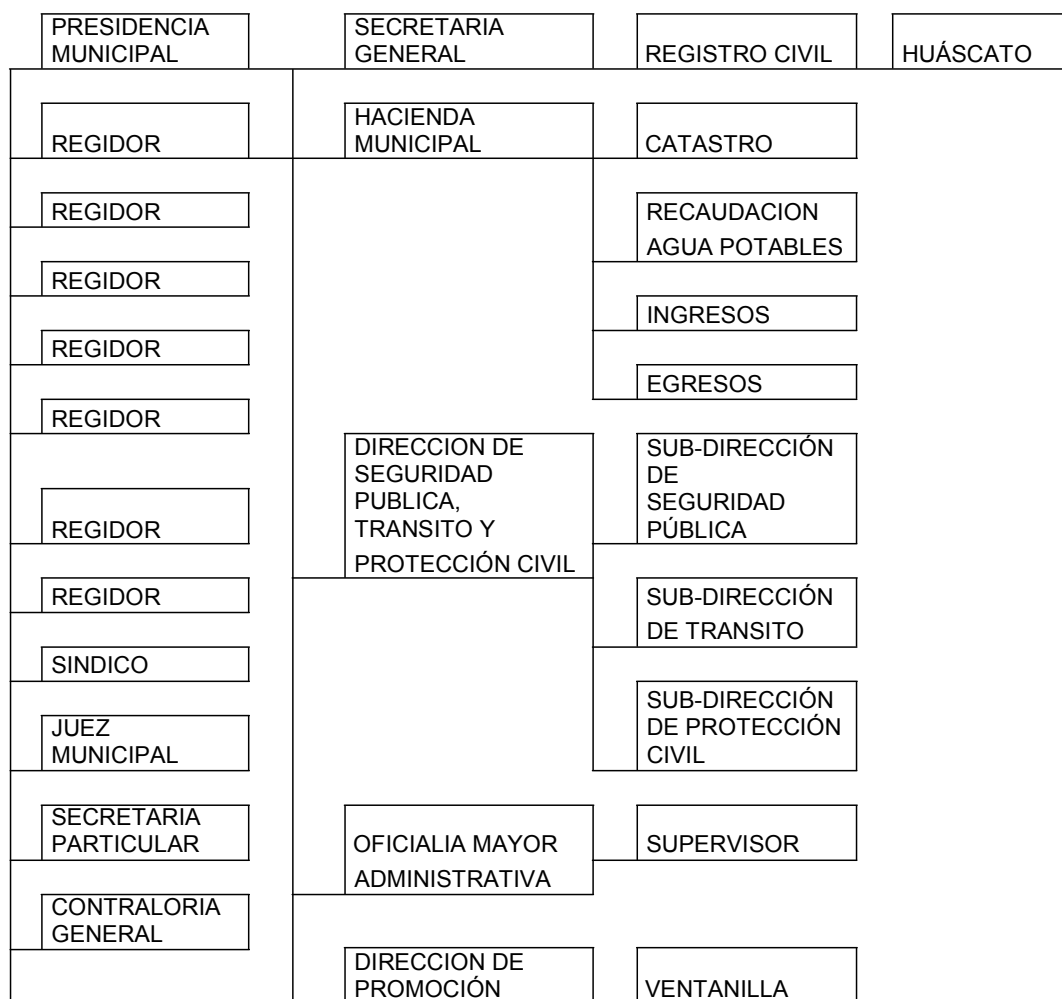 PRESIDENCIA
MUNICIPAL
SECRETARIA
GENERAL
REGISTRO CIVIL
HUÁSCATO
REGIDOR
HACIENDA
MUNICIPAL
CATASTRO
REGIDOR
RECAUDACION
AGUA POTABLES
REGIDOR
INGRESOS
REGIDOR
EGRESOS
REGIDOR
DIRECCION DE
SEGURIDAD
PUBLICA,
TRANSITO Y
PROTECCIÓN CIVIL
SUB-DIRECCIÓN
DE
SEGURIDAD
PÚBLICA
REGIDOR
REGIDOR
SUB-DIRECCIÓN
DE TRANSITO
SINDICO
SUB-DIRECCIÓN
DE PROTECCIÓN
CIVIL
JUEZ
MUNICIPAL
SECRETARIA
PARTICULAR
OFICIALIA MAYOR
ADMINISTRATIVA
SUPERVISOR
CONTRALORIA
GENERAL
DIRECCION DE
PROMOCIÓN
VENTANILLA